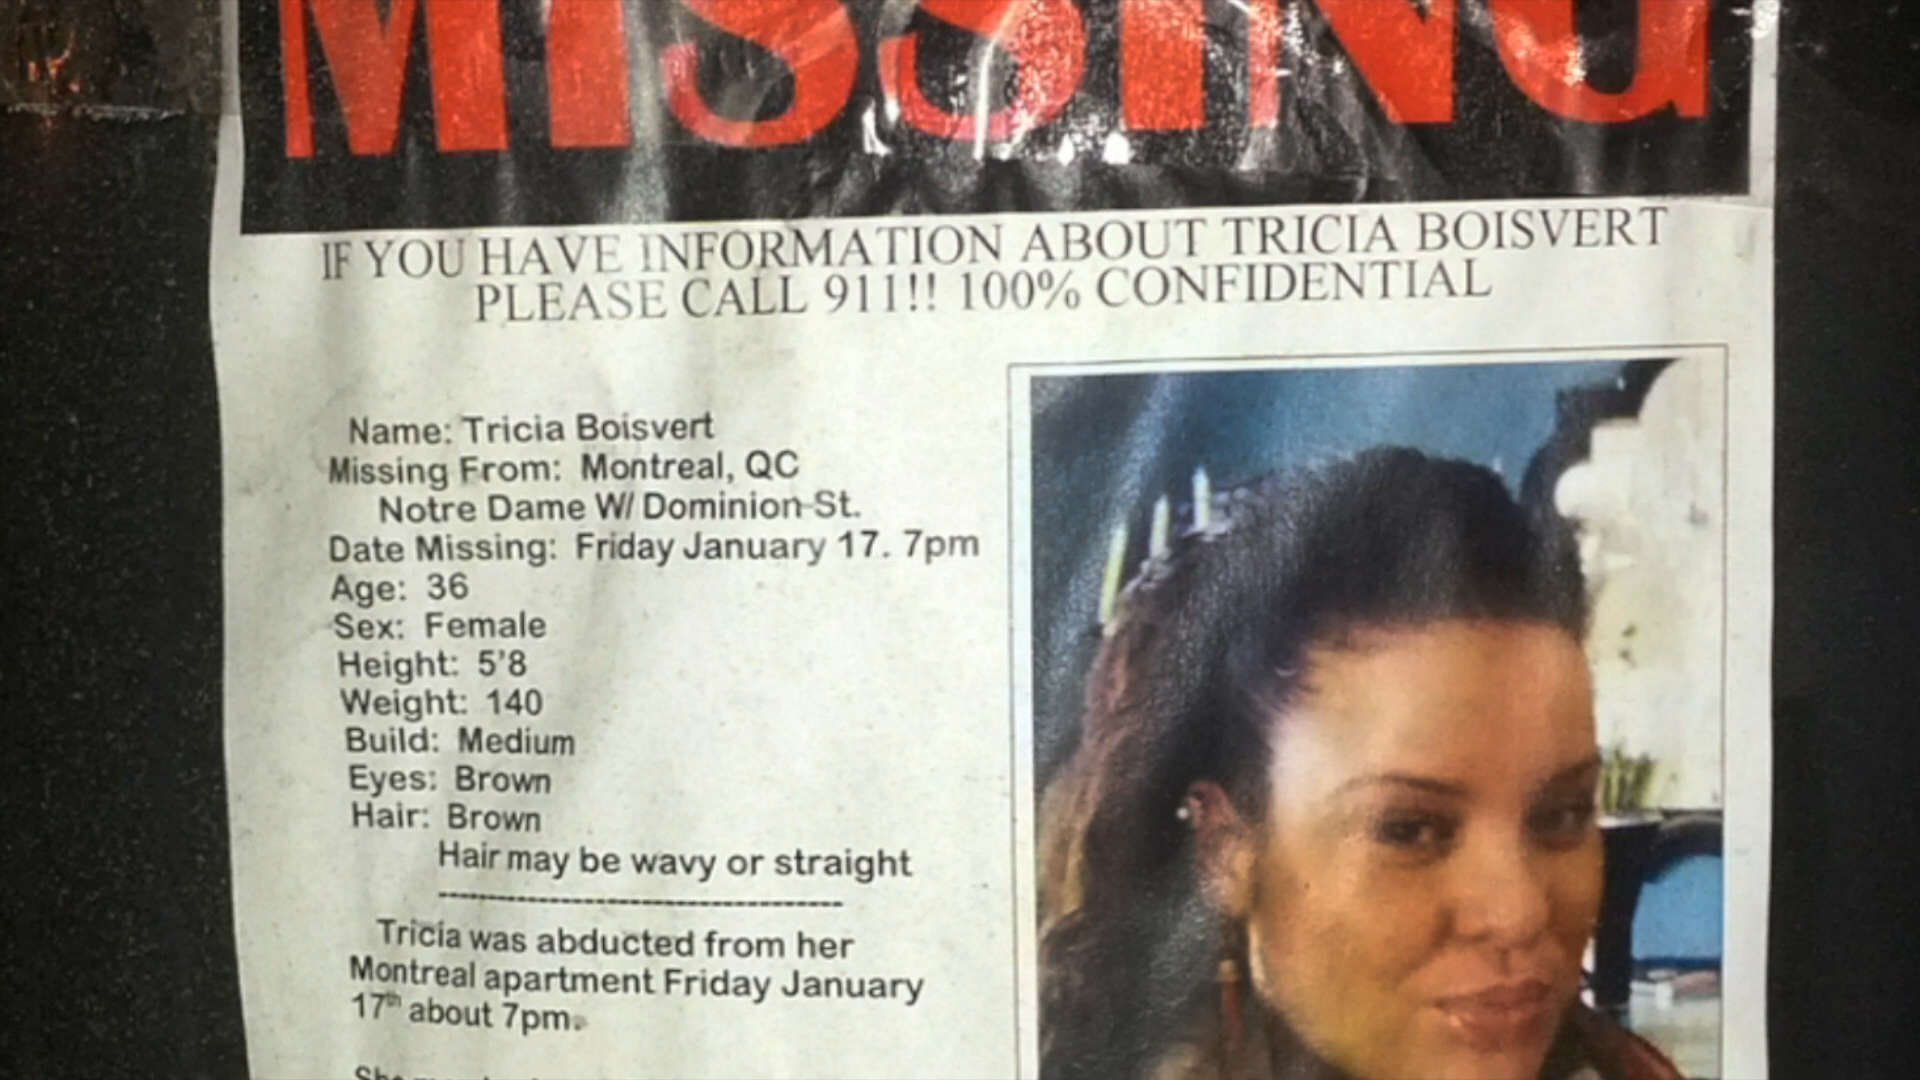 MISSING
IF YOU HAVE INFORMATION ABOUT TRICIA BOISVERT
PLEASE CALL 911!! 100% CONFIDENTIAL
Name: Tricia Boisvert
Missing From: Montreal, QC
Notre Dame W/ Dominion St.
Date Missing: Friday January 17. 7pm
Age: 36
Sex: Female
Height: 5'8
Weight: 140
Build: Medium
Eyes: Brown
Hair: Brown
Hair may be wavy or straight
----------------------------------
Tricia was abducted from her
Montreal apartment Friday January
17th about 7pm.
She